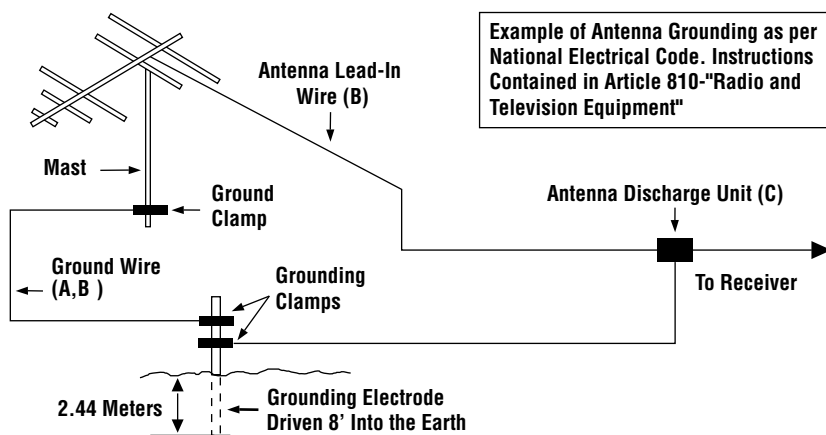 Example of Antenna Grounding as per
National Electrical Code. Instructions
Contained in Article 810-"Radio and
Television Equipment"
Antenna Lead-In
Wire (B)
Mast
Ground
Clamp
Antenna Discharge Unit (C)
Ground Wire
(A,B )
Grounding
Clamps
To Receiver
2.44 Meters
Grounding Electrode
Driven 8' Into the Earth